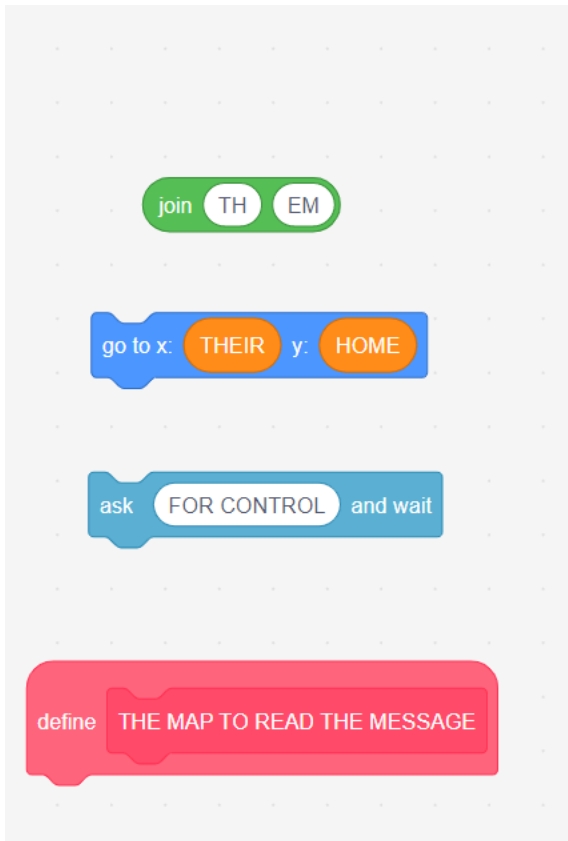 join TH EM
go to x: THEIR y: HOME
ask FOR CONTROL and wait
define THE MAP TO READ THE MESSAGE